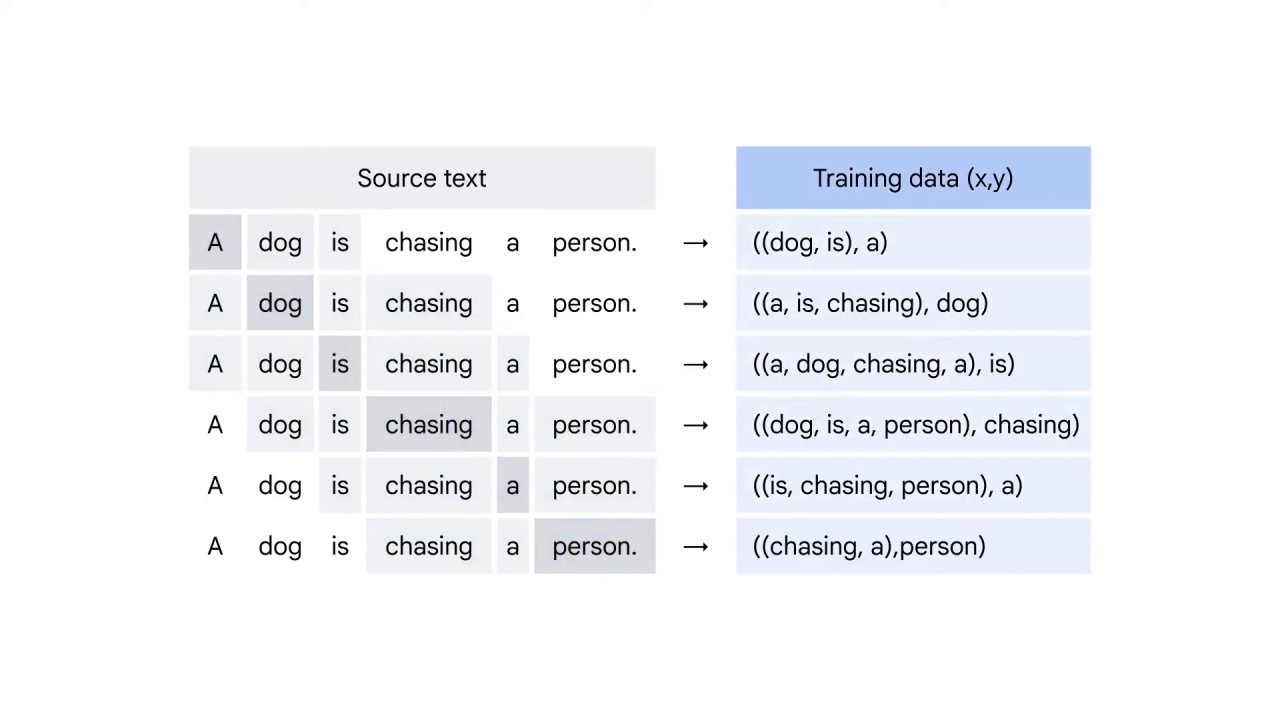 Source text → Training data (x,y)
A dog is chasing a person. → ((dog, is), a)
A dog is chasing a person. → ((a, is, chasing), dog)
A dog is chasing a person. → ((a, dog, chasing, a), is)
A dog is chasing a person. → ((dog, is, a, person), chasing)
A dog is chasing a person. → ((is, chasing, person), a)
A dog is chasing a person. → ((chasing, a),person)